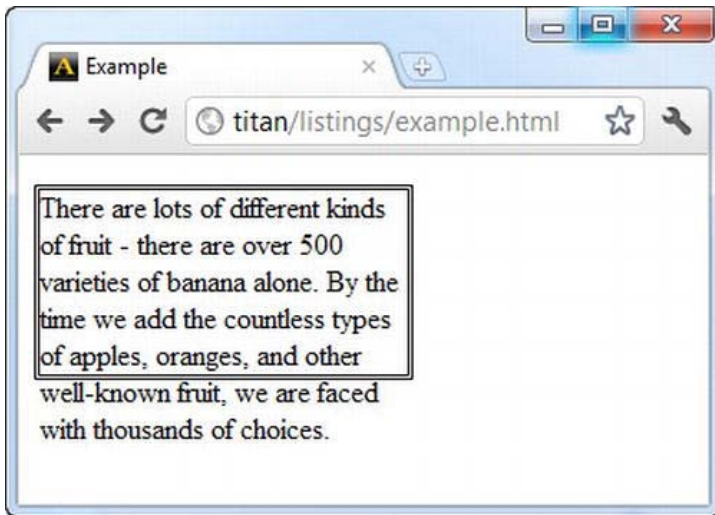 Example
titan/listings/example.html
There are lots of different kinds
of fruit - there are over 500
varieties of banana alone. By the
time we add the countless types
of apples, oranges, and other
well-known fruit, we are faced
with thousands of choices.